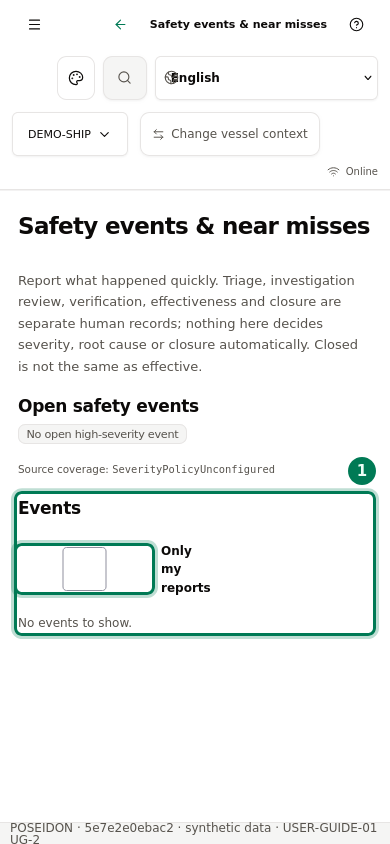 Safety events & near misses
English
DEMO-SHIP
Change vessel context
Online
Safety events & near misses
Report what happened quickly. Triage, investigation
review, verification, effectiveness and closure are
separate human records; nothing here decides
severity, root cause or closure automatically. Closed
is not the same as effective.
Open safety events
No open high-severity event
Source coverage: SeverityPolicyUnconfigured
1
Events
Only
my
reports
No events to show.
POSEIDON · 5e7e2e0ebac2 · synthetic data · USER-GUIDE-01
UG-2